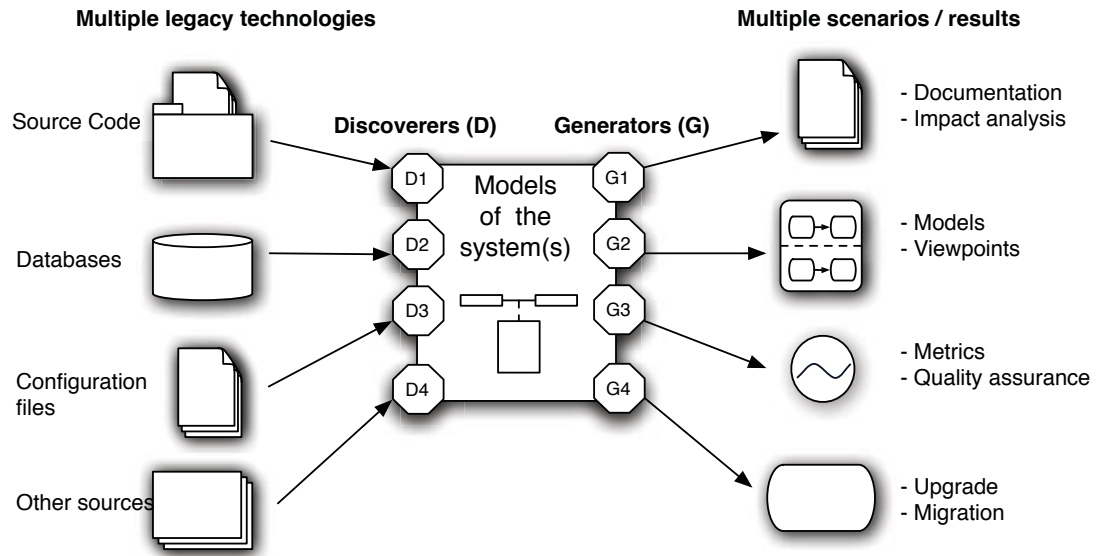 Multiple legacy technologies
Multiple scenarios / results
Source Code
Databases
Configuration
files
Other sources
Discoverers (D)
Generators (G)
D1
D2
D3
D4
Models
of the
system(s)
G1
G2
G3
G4
- Documentation
- Impact analysis
- Models
- Viewpoints
- Metrics
- Quality assurance
- Upgrade
- Migration